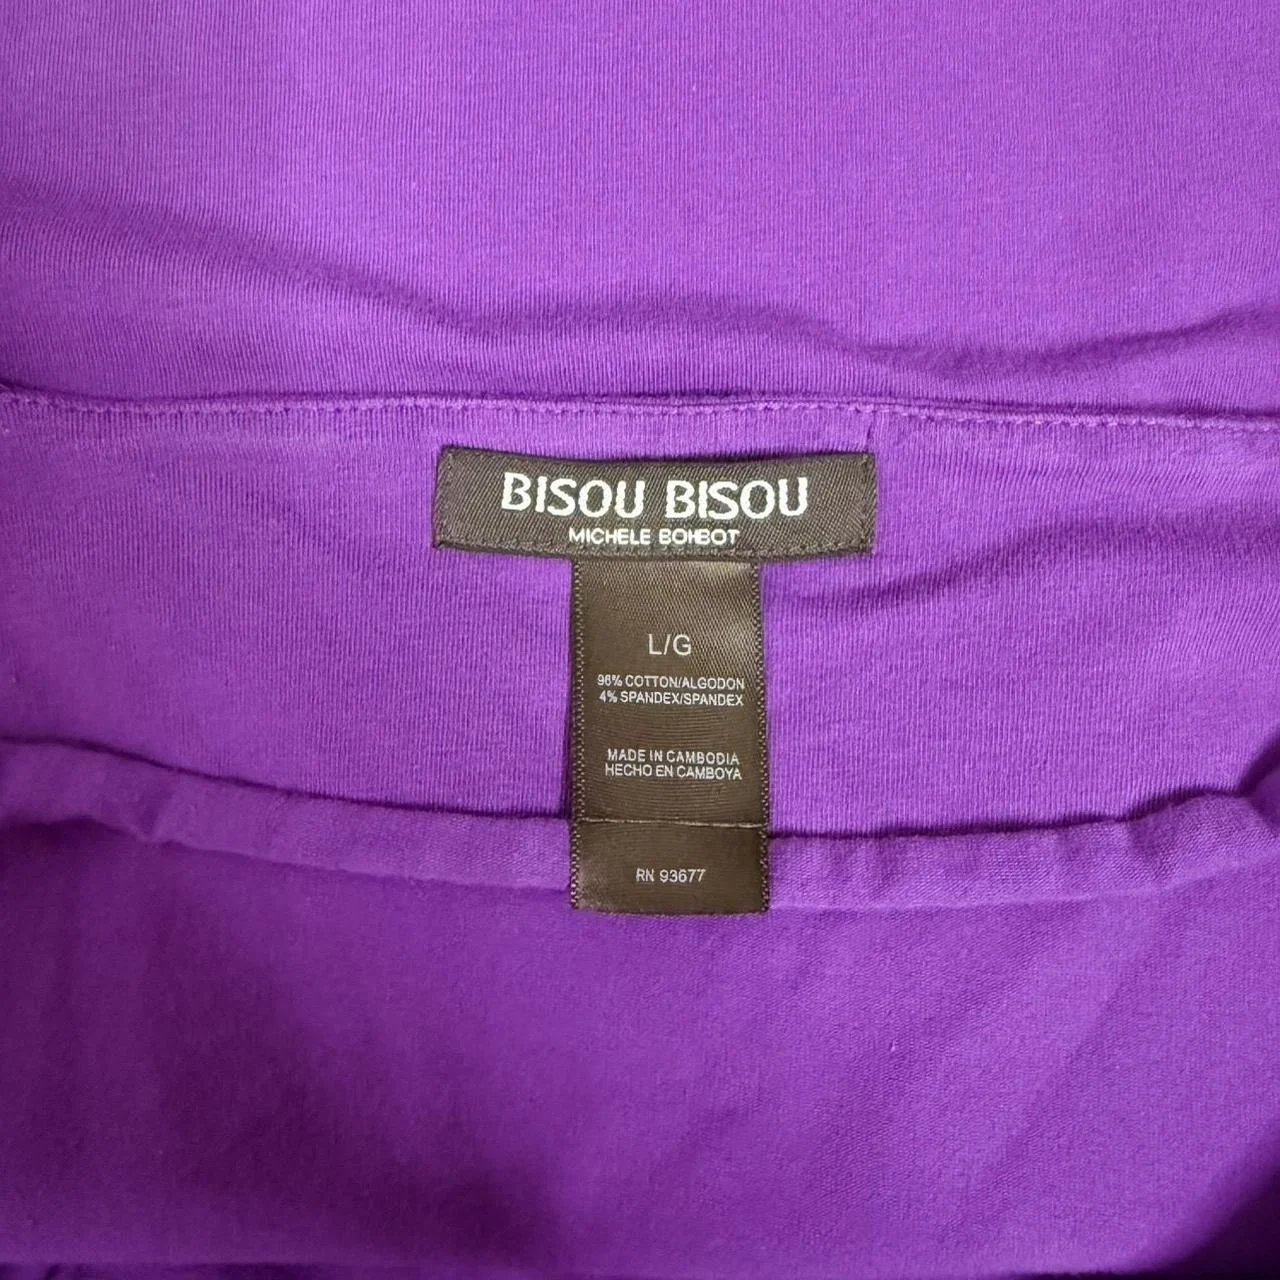 BISOU BISOU
MICHELE BOHBOT
L/G
96% COTTON/ALGODON
4% SPANDEX/SPANDEX
MADE IN CAMBODIA
HECHO EN CAMBOYA
RN 93677